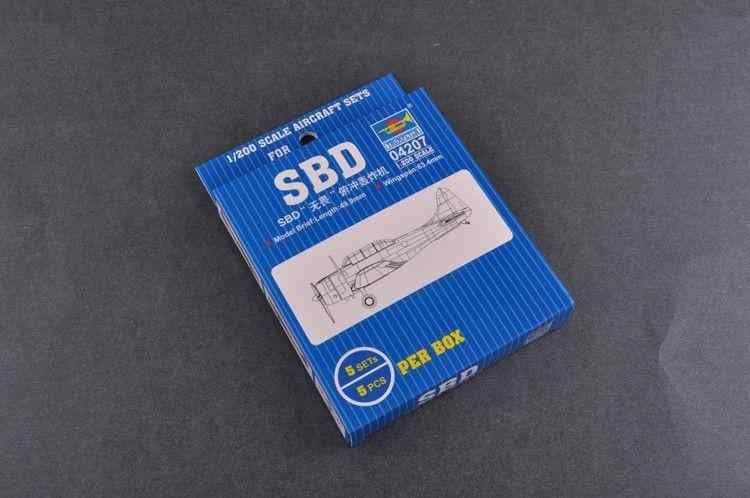 1/200 SCALE AIRCRAFT SETS
FOR
SBD
Trumpeter
04207
1:200 SCALE
SBD "无畏" 俯冲轰炸机
★ Model Brief:Length:49.9mm ★ Wingspan:63.4mm
5 SETs
5 PCS
PER BOX
SBD